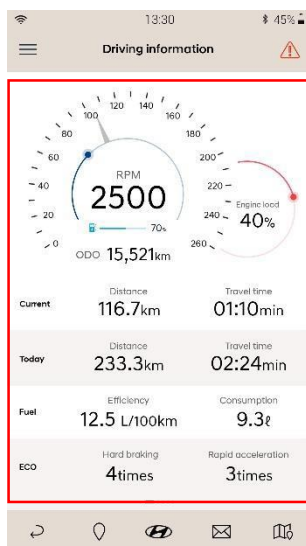 13:30 45%
Driving information
0 20 40 60 80 100 120 140 160 180 200 220 240 260
RPM
2500
70%
ODO 15,521km
Engine load
40%
Current
Distance
116.7km
Travel time
01:10min
Today
Distance
233.3km
Travel time
02:24min
Fuel
Efficiency
12.5 L/100km
Consumption
9.3ℓ
ECO
Hard braking
4times
Rapid acceleration
3times